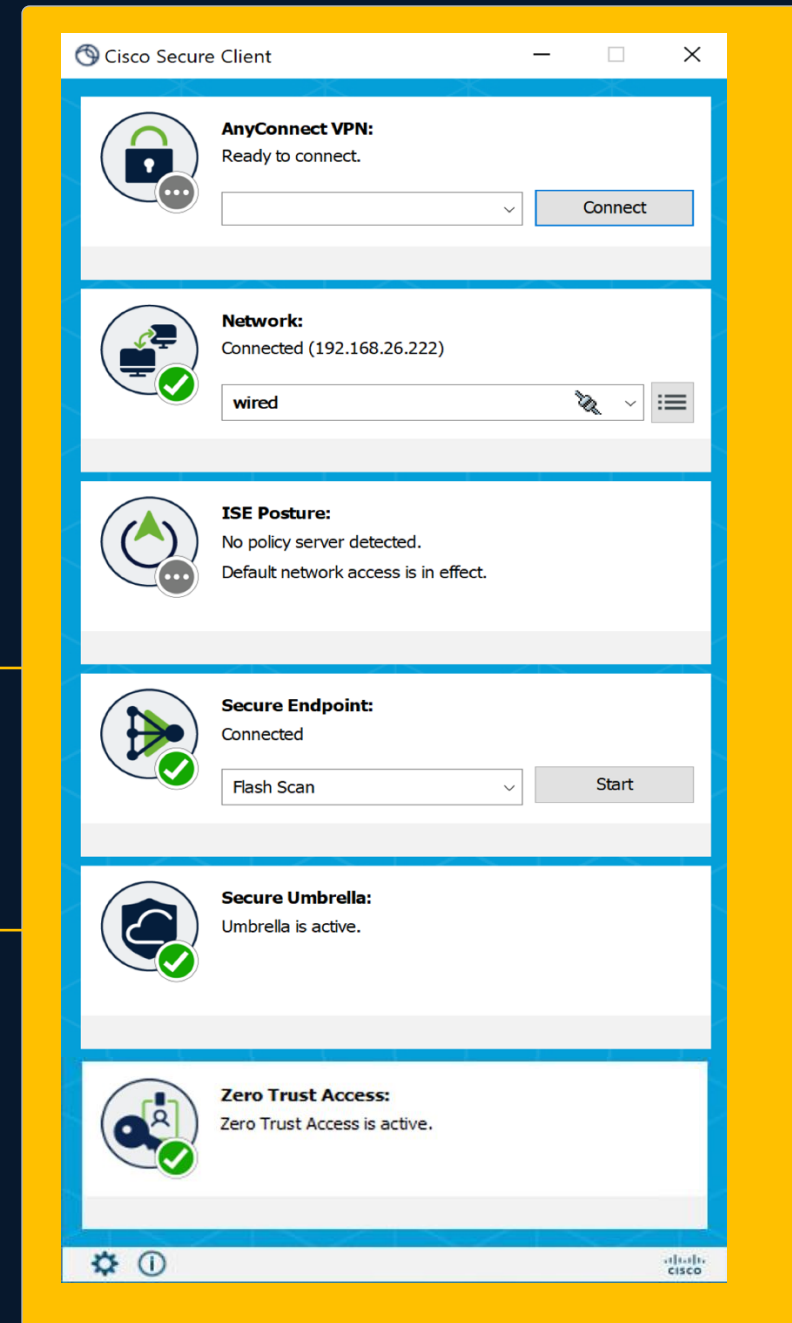 Cisco Secure Client
AnyConnect VPN:
Ready to connect.
Connect
Network:
Connected (192.168.26.222)
wired
ISE Posture:
No policy server detected.
Default network access is in effect.
Secure Endpoint:
Connected
Flash Scan
Start
Secure Umbrella:
Umbrella is active.
Zero Trust Access:
Zero Trust Access is active.
cisco